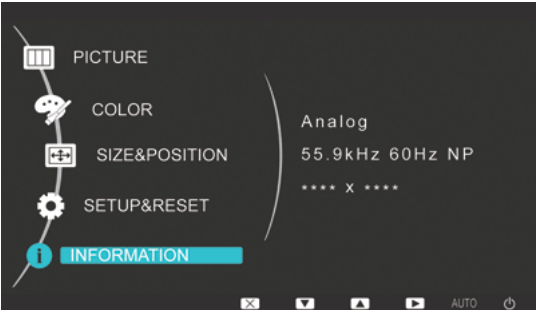 PICTURE
COLOR
SIZE&POSITION
SETUP&RESET
INFORMATION
Analog
55.9kHz 60Hz NP
**** X ****
AUTO